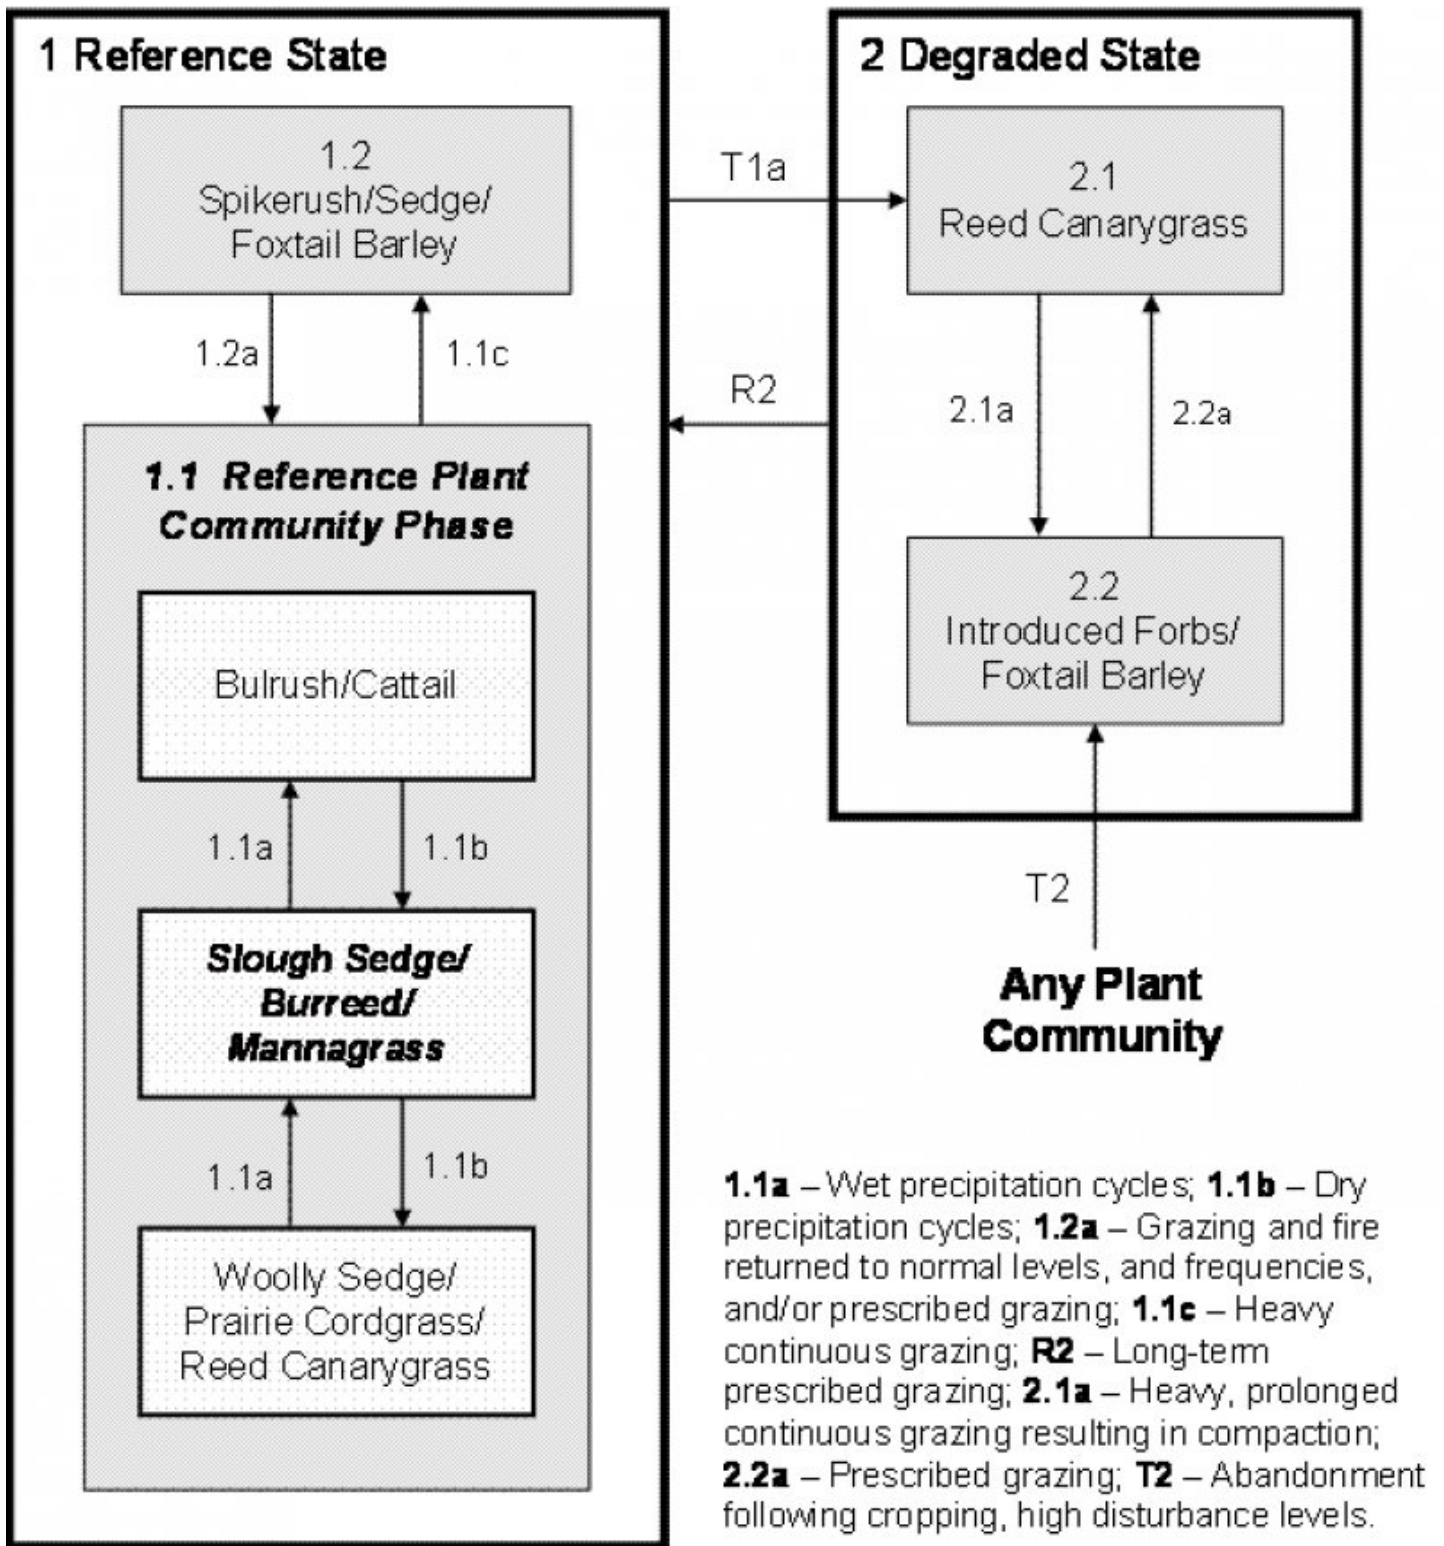 1 Reference State
1.2
Spikerush/Sedge/
Foxtail Barley
1.2a
1.1c
1.1 Reference Plant
Community Phase
Bulrush/Cattail
1.1a
1.1b
Slough Sedge/
Burreed/
Mannagrass
1.1a
1.1b
Woolly Sedge/
Prairie Cordgrass/
Reed Canarygrass
T1a
R2
2 Degraded State
2.1
Reed Canarygrass
2.1a
2.2a
2.2
Introduced Forbs/
Foxtail Barley
T2
Any Plant
Community
1.1a – Wet precipitation cycles; 1.1b – Dry
precipitation cycles; 1.2a – Grazing and fire
returned to normal levels, and frequencies,
and/or prescribed grazing; 1.1c – Heavy
continuous grazing; R2 – Long-term
prescribed grazing; 2.1a – Heavy, prolonged
continuous grazing resulting in compaction;
2.2a – Prescribed grazing; T2 – Abandonment
following cropping, high disturbance levels.